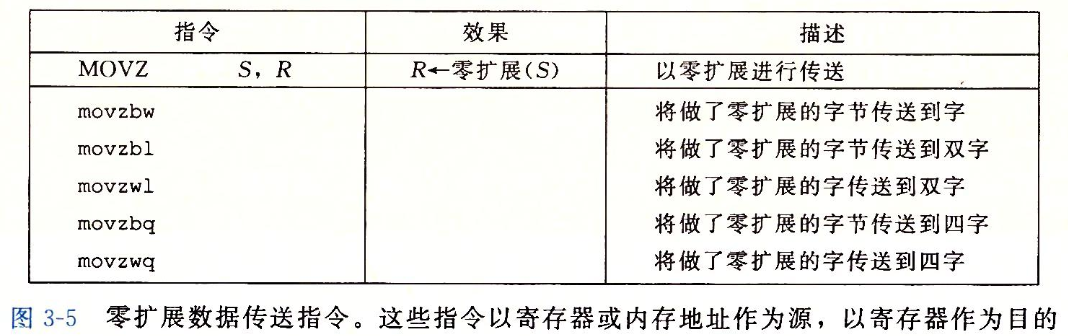 指令 效果 描述
MOVZ S, R R←零扩展(S) 以零扩展进行传送
movzbw 将做了零扩展的字节传送到字
movzbl 将做了零扩展的字节传送到双字
movzwl 将做了零扩展的字传送到双字
movzbq 将做了零扩展的字节传送到四字
movzwq 将做了零扩展的字传送到四字
图 3-5 零扩展数据传送指令。这些指令以寄存器或内存地址作为源，以寄存器作为目的